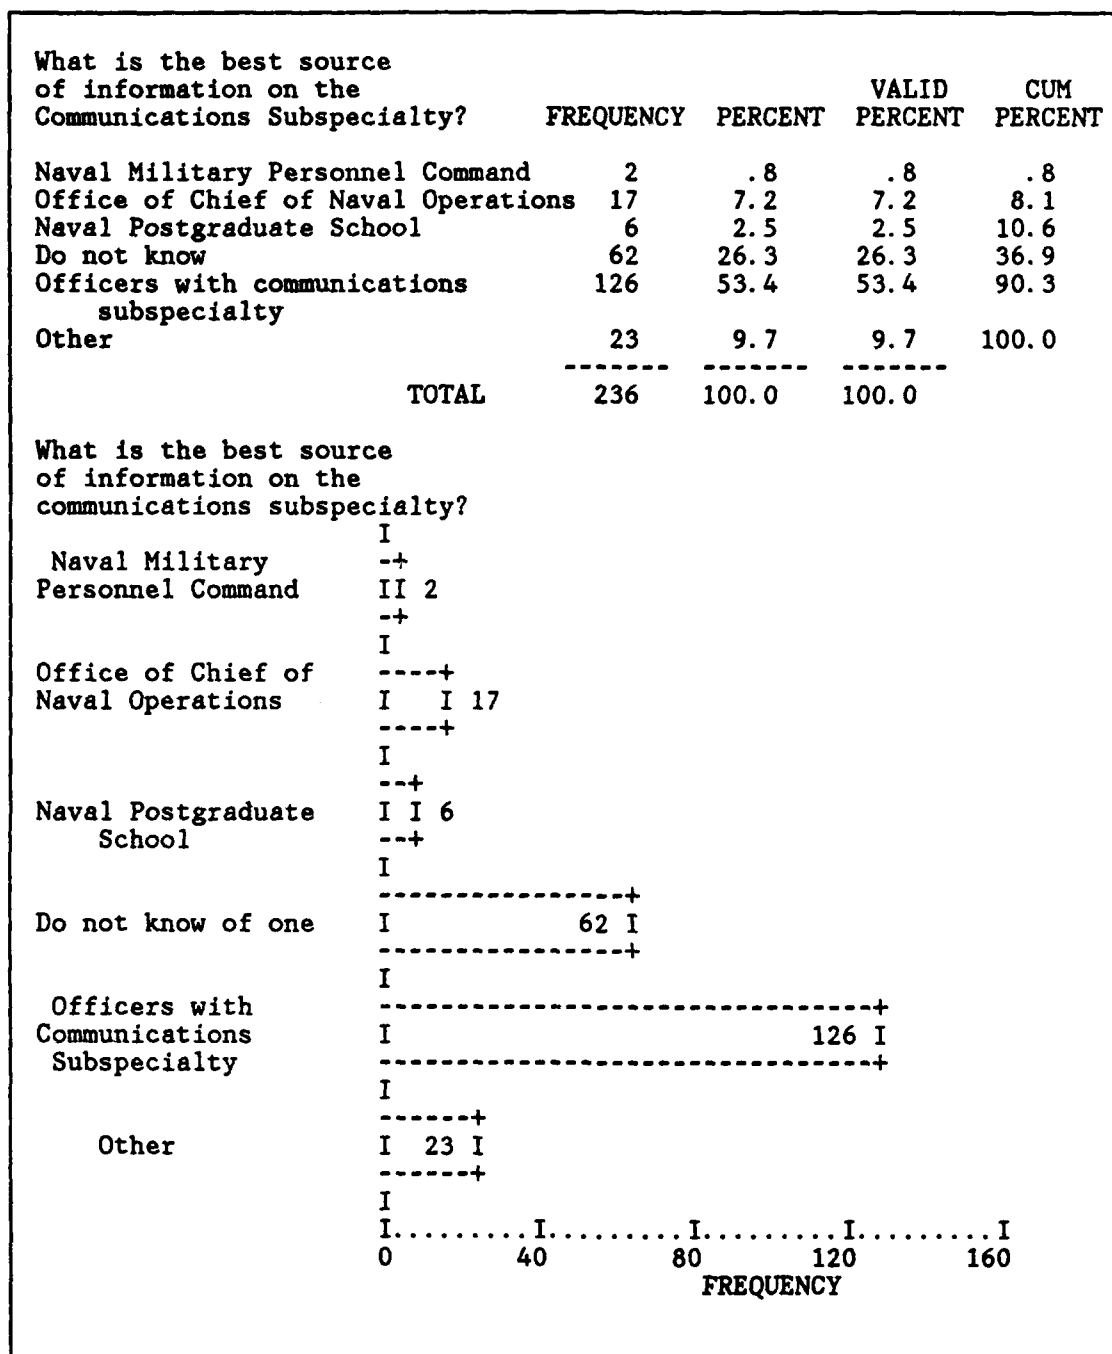 What is the best source
of information on the VALID CUM
Communications Subspecialty? FREQUENCY PERCENT PERCENT PERCENT
Naval Military Personnel Command 2 .8 .8 .8
Office of Chief of Naval Operations 17 7.2 7.2 8.1
Naval Postgraduate School 6 2.5 2.5 10.6
Do not know 62 26.3 26.3 36.9
Officers with communications 126 53.4 53.4 90.3
subspecialty
Other 23 9.7 9.7 100.0
------- ------- -------
TOTAL 236 100.0 100.0
What is the best source
of information on the
communications subspecialty?
I
Naval Military -+
Personnel Command II 2
-+
I
Office of Chief of ----+
Naval Operations I I 17
----+
I
--+
Naval Postgraduate I I 6
School --+
I
----------------+
Do not know of one I 62 I
----------------+
I
Officers with --------------------------------+
Communications I 126 I
Subspecialty --------------------------------+
I
------+
Other I 23 I
------+
I
I.........I.........I.........I.........I
0 40 80 120 160
FREQUENCY